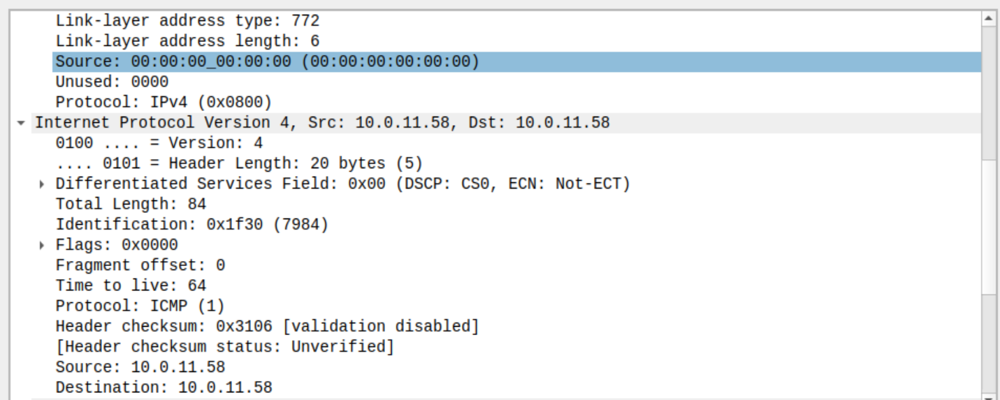 Link-layer address type: 772
Link-layer address length: 6
Source: 00:00:00_00:00:00 (00:00:00:00:00:00)
Unused: 0000
Protocol: IPv4 (0x0800)
Internet Protocol Version 4, Src: 10.0.11.58, Dst: 10.0.11.58
0100 .... = Version: 4
.... 0101 = Header Length: 20 bytes (5)
Differentiated Services Field: 0x00 (DSCP: CS0, ECN: Not-ECT)
Total Length: 84
Identification: 0x1f30 (7984)
Flags: 0x0000
Fragment offset: 0
Time to live: 64
Protocol: ICMP (1)
Header checksum: 0x3106 [validation disabled]
[Header checksum status: Unverified]
Source: 10.0.11.58
Destination: 10.0.11.58